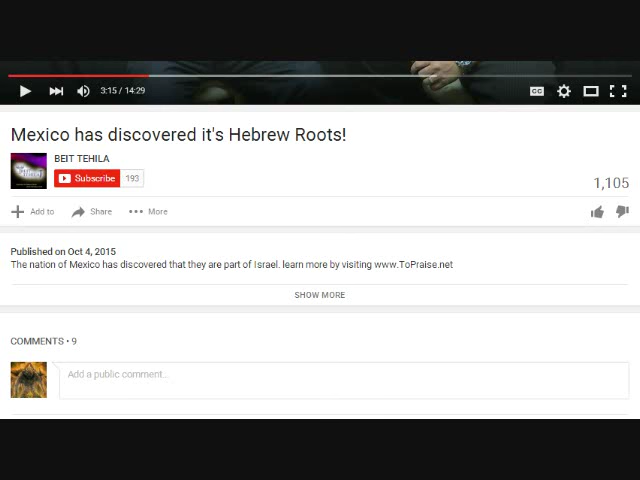 3:15 / 14:29
CC
Mexico has discovered it's Hebrew Roots!
BEIT TEHILA
Subscribe 193
1,105
Add to Share More
Published on Oct 4, 2015
The nation of Mexico has discovered that they are part of Israel. learn more by visiting www.ToPraise.net
SHOW MORE
COMMENTS • 9
Add a public comment...